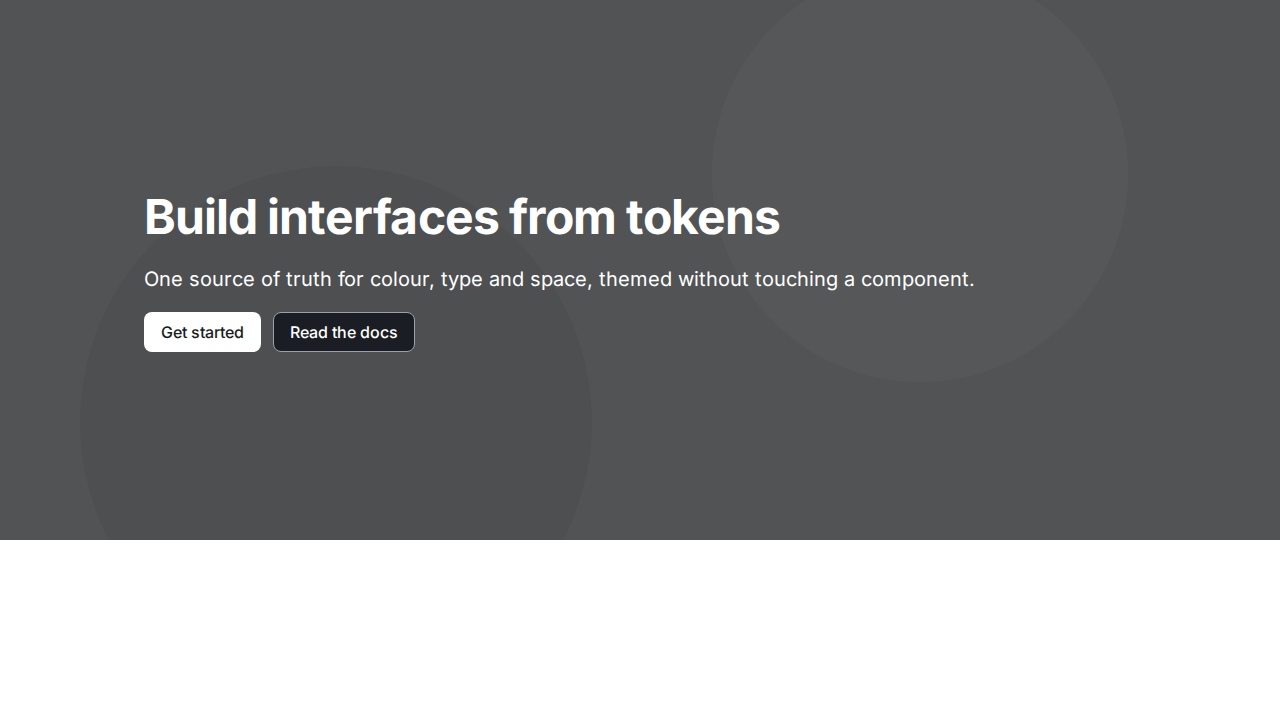 Build interfaces from tokens
One source of truth for colour, type and space, themed without touching a component.
Get started
Read the docs